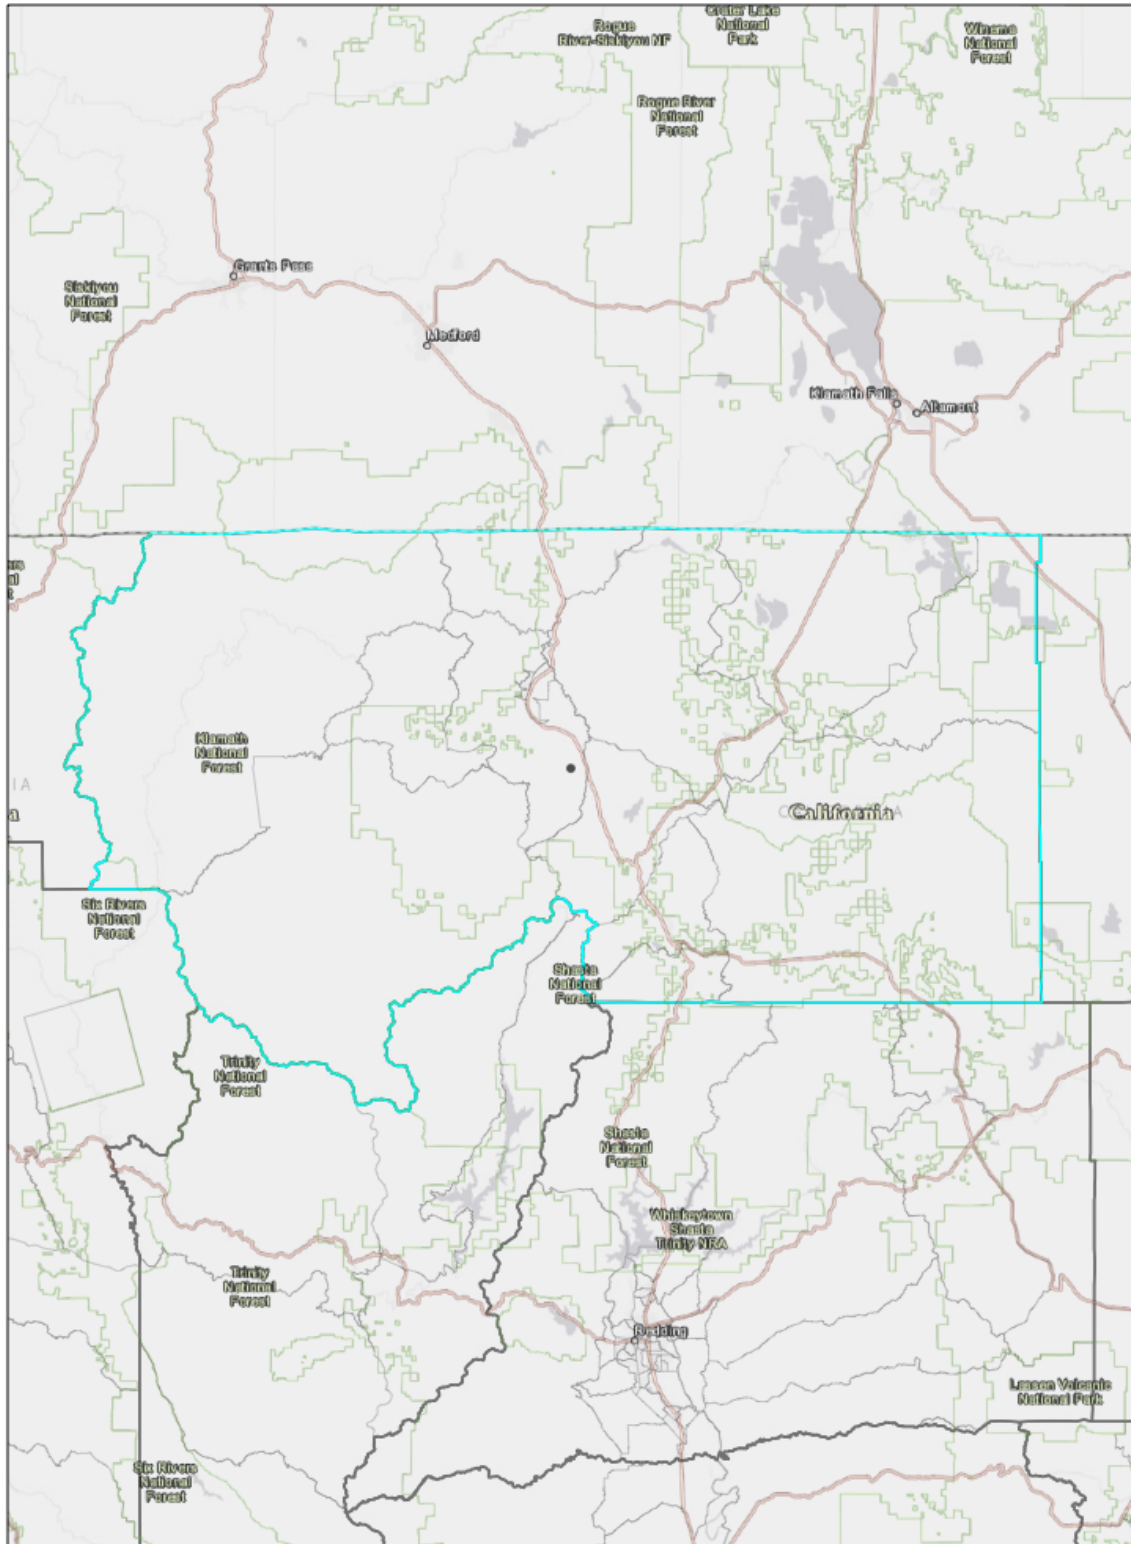 Crater Lake
National
Park
Rogue
River-Siskiyou NF
Winema
National
Forest
Rogue River
National
Forest
Grants Pass
Siskiyou
National
Forest
Medford
Klamath Falls
Altamont
Klamath
National
Forest
IA
a
California
Six Rivers
National
Forest
Shasta
National
Forest
Trinity
National
Forest
Shasta
National
Forest
Whiskeytown
Shasta
Trinity NRA
Trinity
National
Forest
Redding
Lassen Volcanic
National Park
Six Rivers
National
Forest